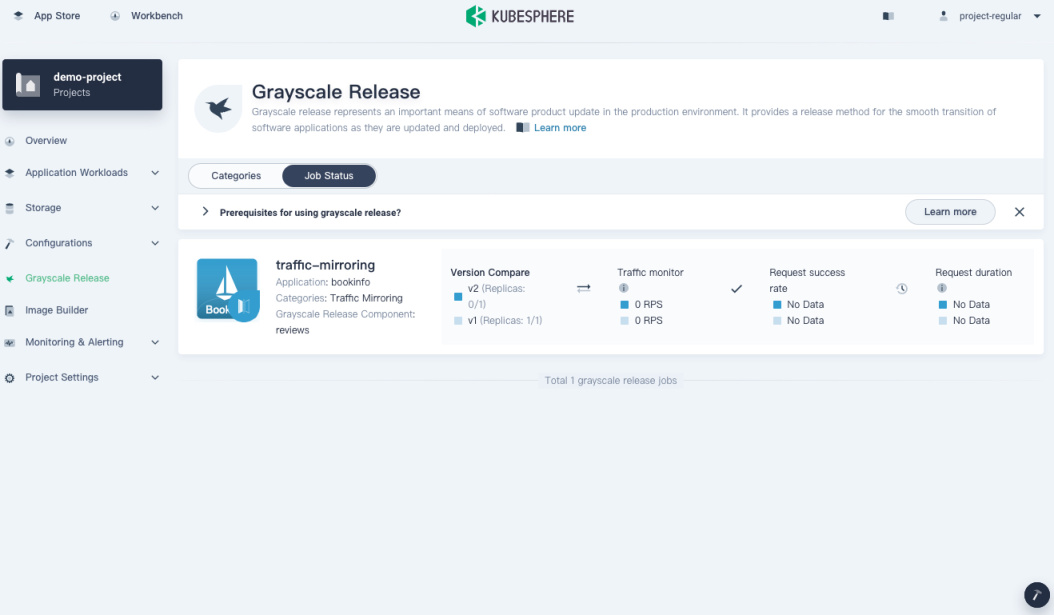 App Store
Workbench
KUBESPHERE
project-regular
demo-project
Projects
Overview
Application Workloads
Storage
Configurations
Grayscale Release
Image Builder
Monitoring & Alerting
Project Settings
Grayscale Release
Grayscale release represents an important means of software product update in the production environment. It provides a release method for the smooth transition of
software applications as they are updated and deployed. Learn more
Categories
Job Status
Prerequisites for using grayscale release?
Learn more
Book
traffic-mirroring
Application: bookinfo
Categories: Traffic Mirroring
Grayscale Release Component:
reviews
Version Compare
v2 (Replicas:
0/1)
v1 (Replicas: 1/1)
Traffic monitor
0 RPS
0 RPS
Request success
rate
No Data
No Data
Request duration
No Data
No Data
Total 1 grayscale release jobs